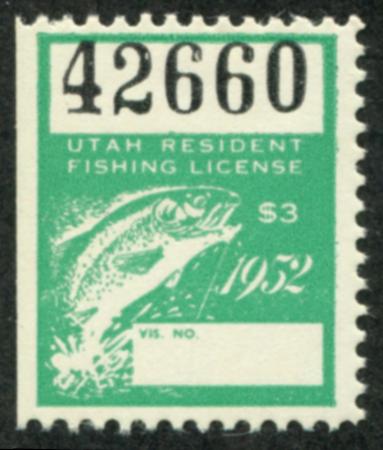 42660
UTAH RESIDENT
FISHING LICENSE
$3
1952
VIS. NO.